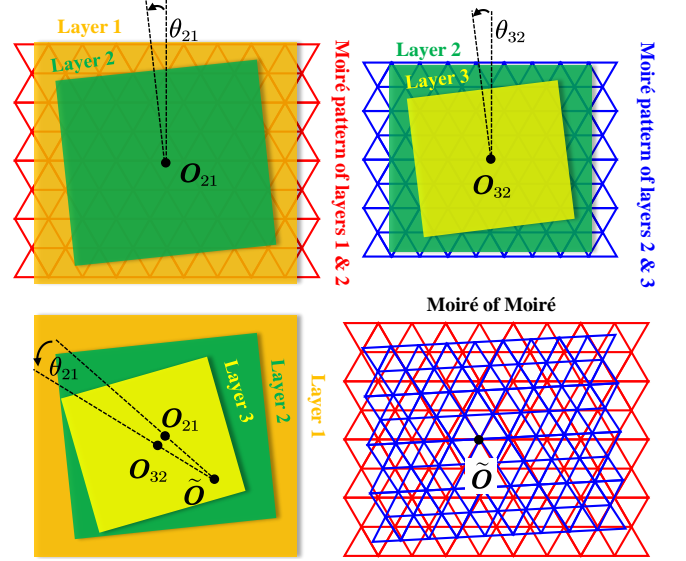 Layer 1
θ21
Layer 2
O21
Moiré pattern of layers 1 & 2
θ32
Layer 2
Layer 3
O32
Moiré pattern of layers 2 & 3
θ21
Layer 3
Layer 2
Layer 1
O21
O32
Õ
Moiré of Moiré
Õ